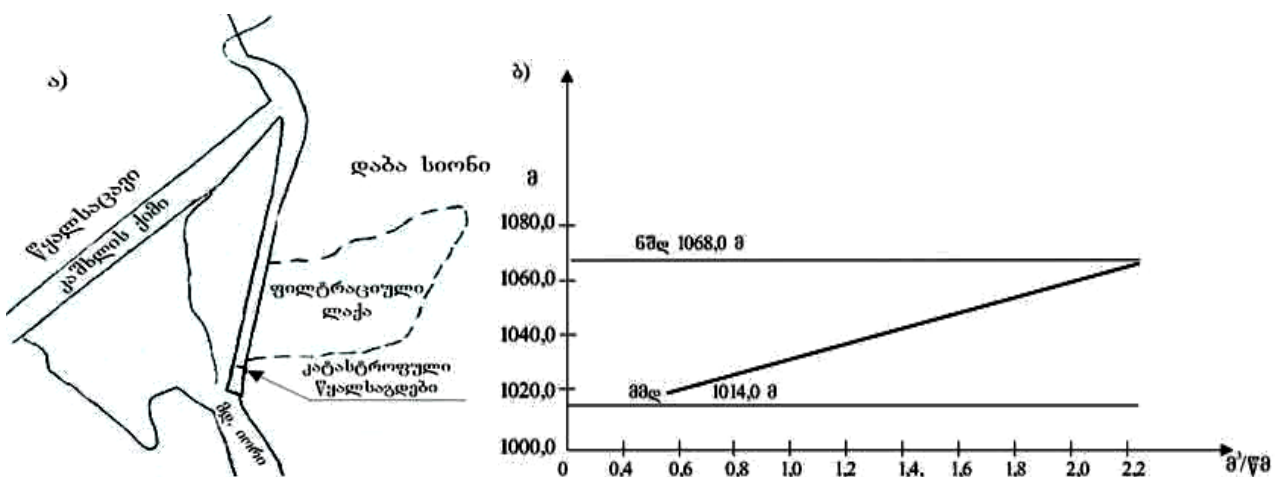 ა)
დაბა სიონი
წყალსაცავი
კაშხლის ქიმი
ფილტრაციული
ლაქა
კატასტროფული
წყალსაგდები
მდ. იორი
ბ)
მ
1080,0
1060,0
1040,0
1020,0
1000,0
ნშდ 1068,0 მ
მმდ 1014,0 მ
0 0,4 0,6 0,8 1,0 1,2 1,4, 1,6 1,8 2,0 2,2
მ³/წმ